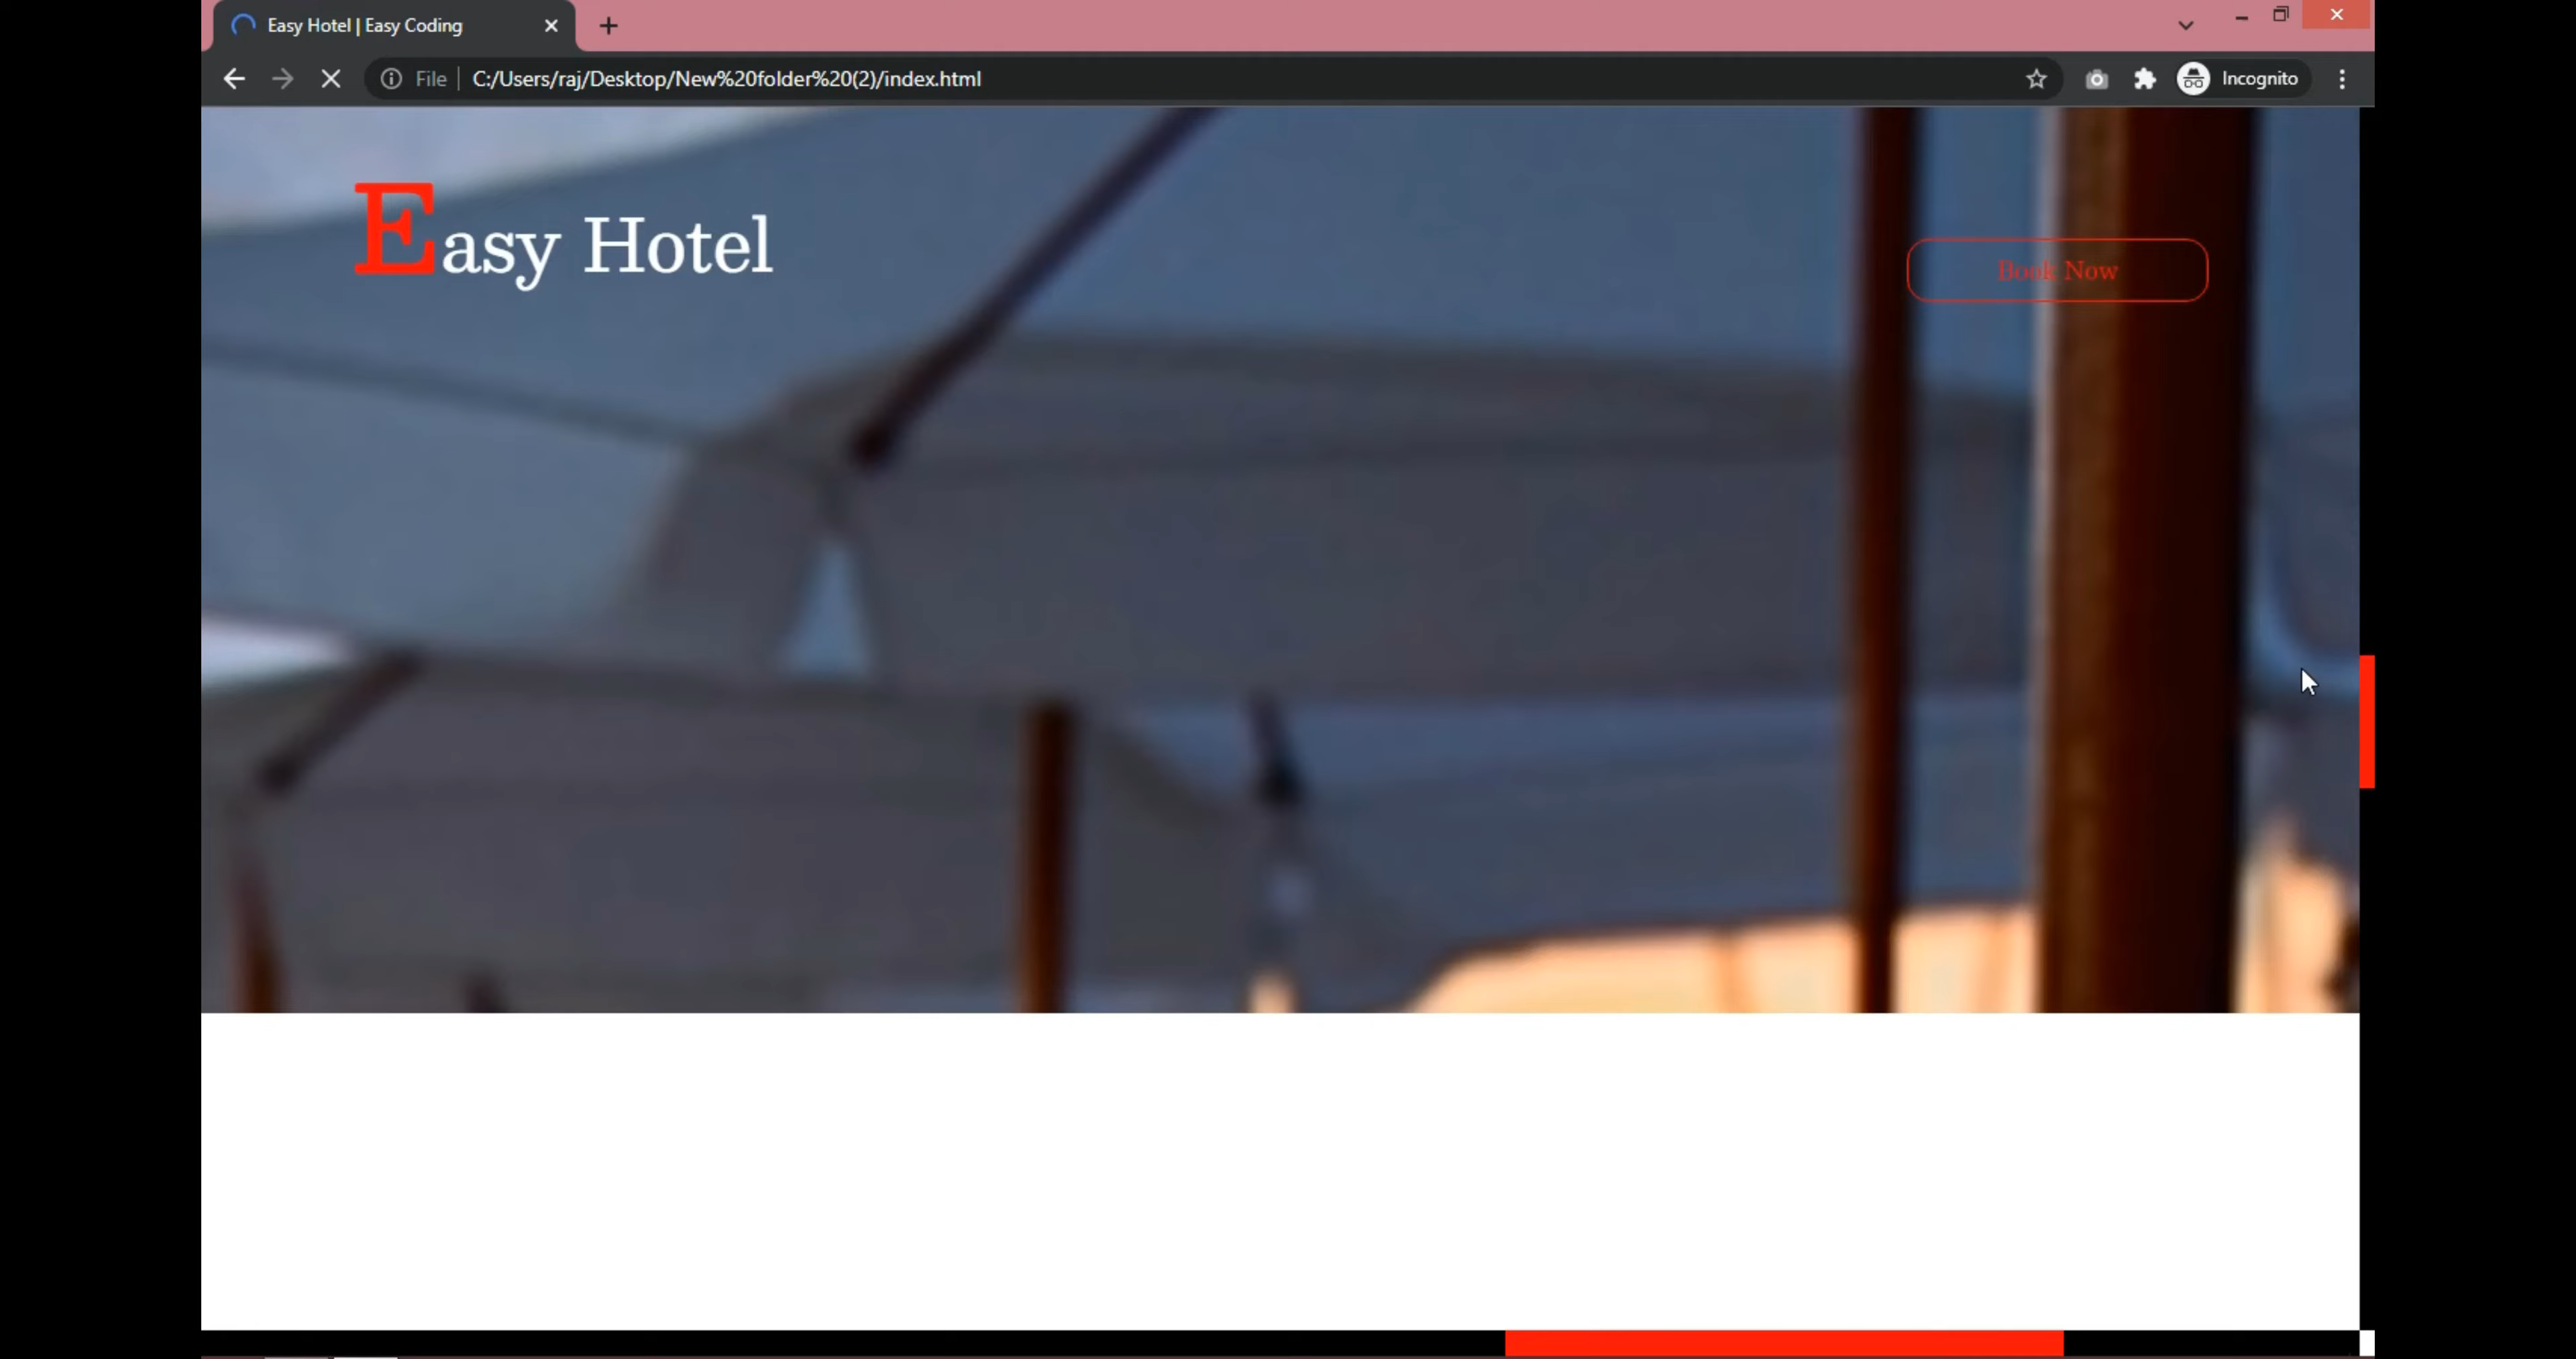 Easy Hotel | Easy Coding
File
C:/Users/raj/Desktop/New%20folder%20(2)/index.html
Incognito
Easy Hotel
Book Now